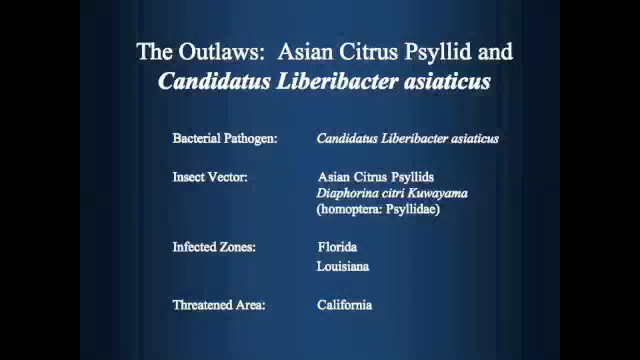 The Outlaws: Asian Citrus Psyllid and
Candidatus Liberibacter asiaticus
Bacterial Pathogen: Candidatus Liberibacter asiaticus
Insect Vector: Asian Citrus Psyllids
Diaphorina citri Kuwayama
(homoptera: Psyllidae)
Infected Zones: Florida
Louisiana
Threatened Area: California